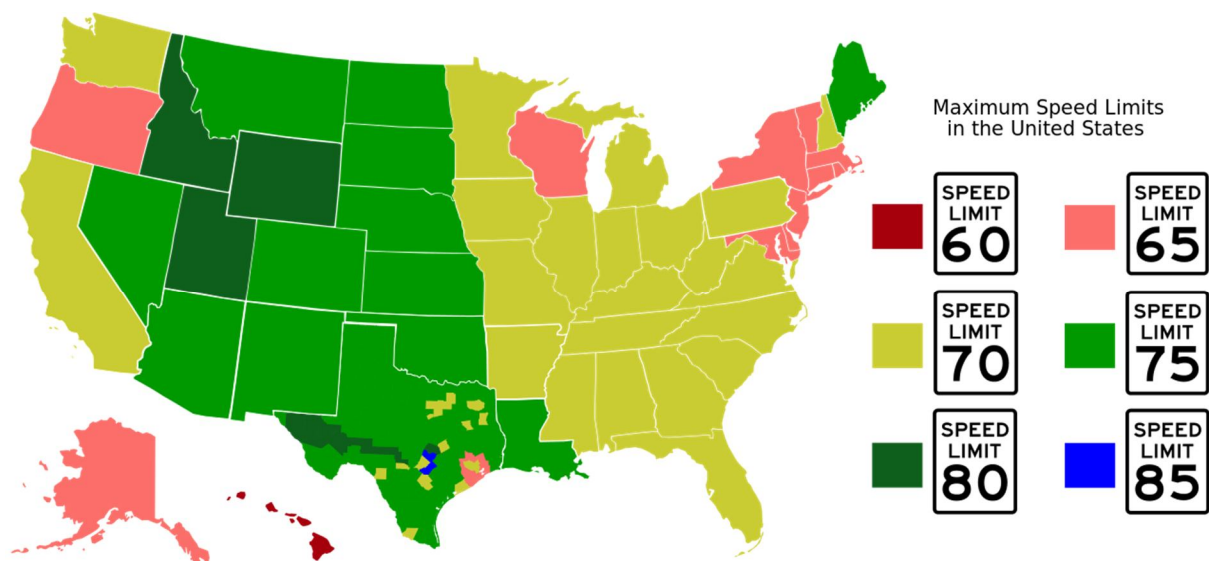 Maximum Speed Limits
in the United States
SPEED
LIMIT
60
SPEED
LIMIT
65
SPEED
LIMIT
70
SPEED
LIMIT
75
SPEED
LIMIT
80
SPEED
LIMIT
85